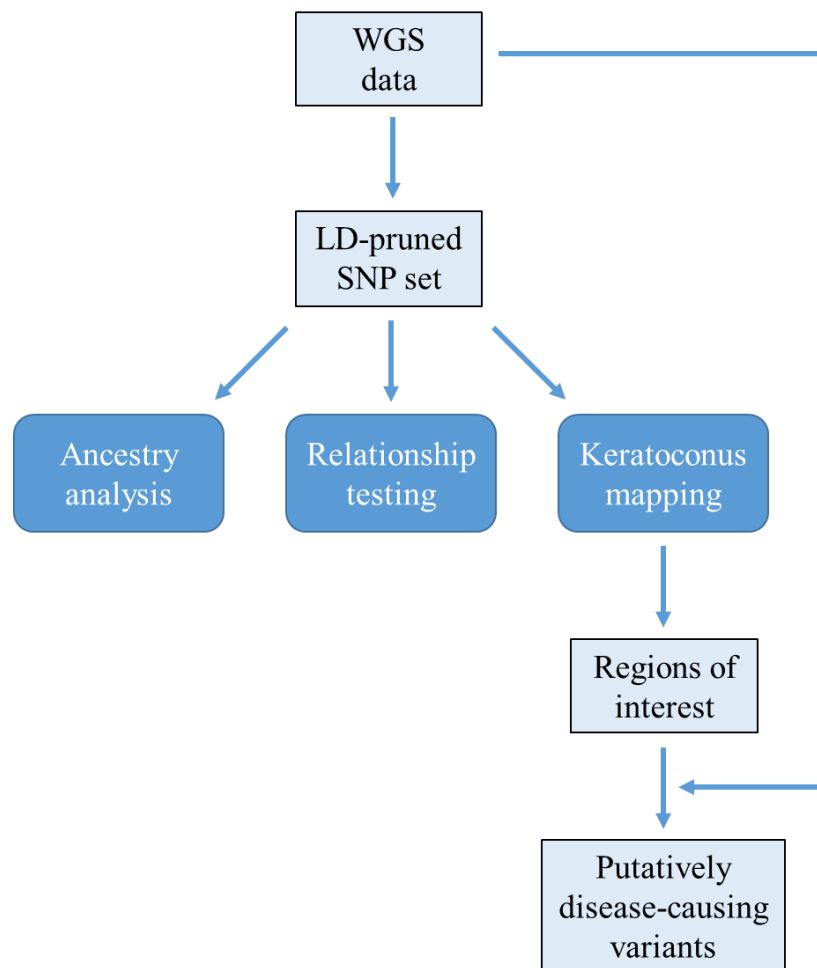 WGS
data
LD-pruned
SNP set
Ancestry
analysis
Relationship
testing
Keratoconus
mapping
Regions of
interest
Putatively
disease-causing
variants